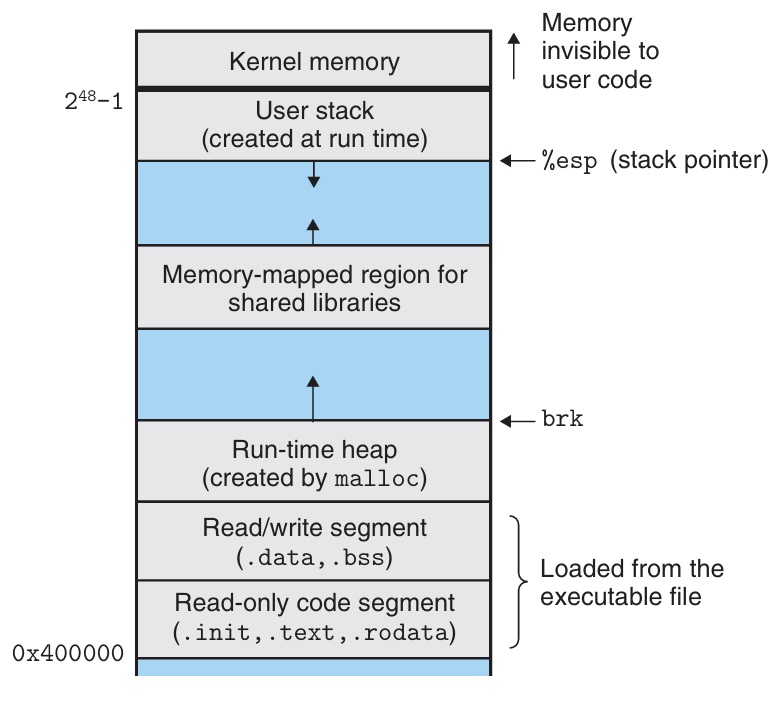 Kernel memory
Memory
invisible to
user code
2⁴⁸-1
User stack
(created at run time)
%esp (stack pointer)
Memory-mapped region for
shared libraries
brk
Run-time heap
(created by malloc)
Read/write segment
(.data,.bss)
Loaded from the
executable file
Read-only code segment
(.init,.text,.rodata)
0x400000